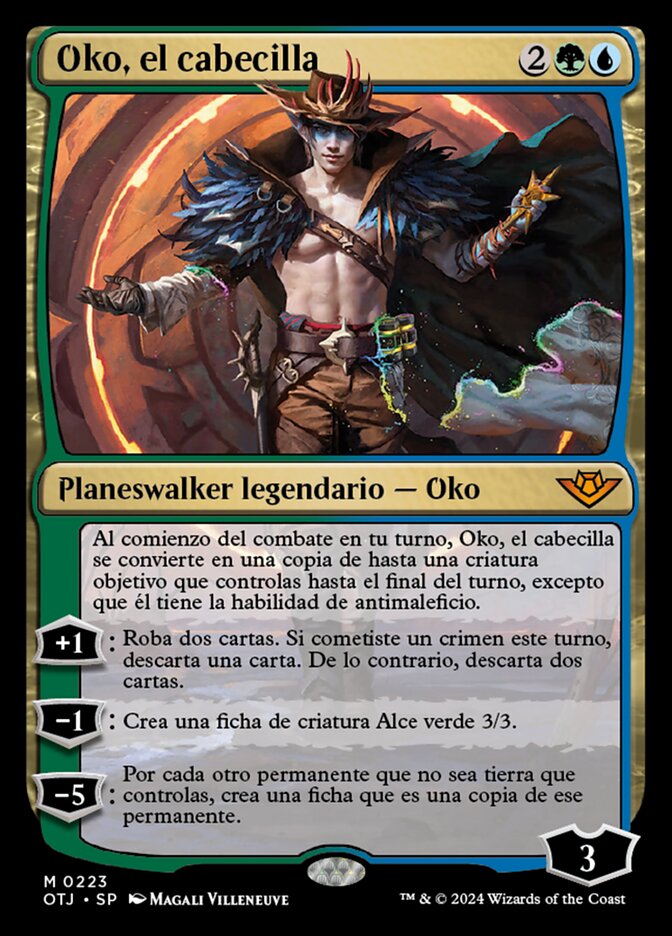 Oko, el cabecilla 2
Planeswalker legendario — Oko
Al comienzo del combate en tu turno, Oko, el cabecilla
se convierte en una copia de hasta una criatura
objetivo que controlas hasta el final del turno, excepto
que él tiene la habilidad de antimaleficio.
+1 : Roba dos cartas. Si cometiste un crimen este turno,
descarta una carta. De lo contrario, descarta dos
cartas.
−1 : Crea una ficha de criatura Alce verde 3/3.
−5 : Por cada otro permanente que no sea tierra que
controlas, crea una ficha que es una copia de ese
permanente.
3
M 0223
OTJ • SP Magali Villeneuve
™ & © 2024 Wizards of the Coast